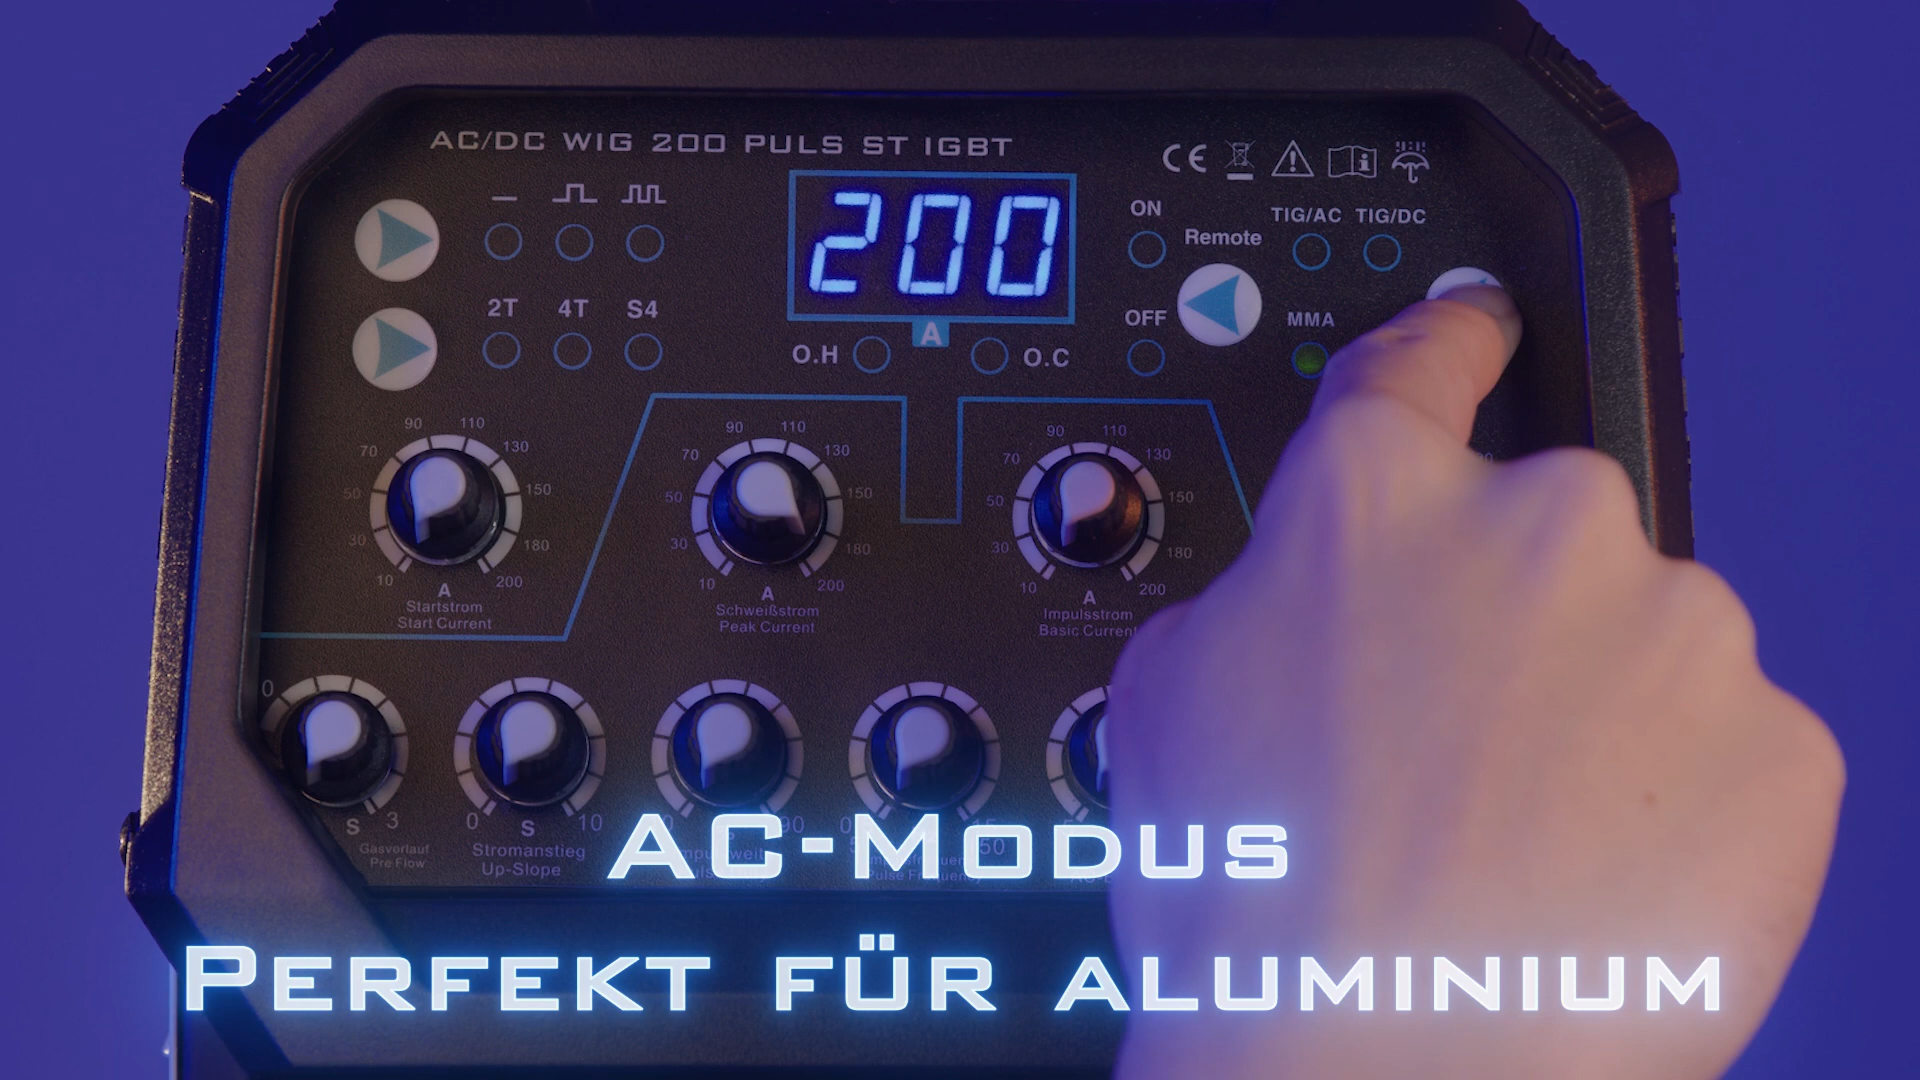 AC/DC WIG 200 PULS ST IGBT
CE
200
A
ON
Remote
OFF
TIG/AC TIG/DC
MMA
2T 4T S4
O.H
O.C
10 30 50 70 90 110 130 150 180 200
A
Startstrom
Start Current
10 30 50 70 90 110 130 150 180 200
A
Schweißstrom
Peak Current
10 30 50 70 90 110 130 150 180 200
A
Impulsstrom
Basic Current
0 S 3
Gasvorlauf
Pre Flow
0 S 10
Stromanstieg
Up-Slope
Pulse Frequency
AC-Modus
Perfekt für Aluminium